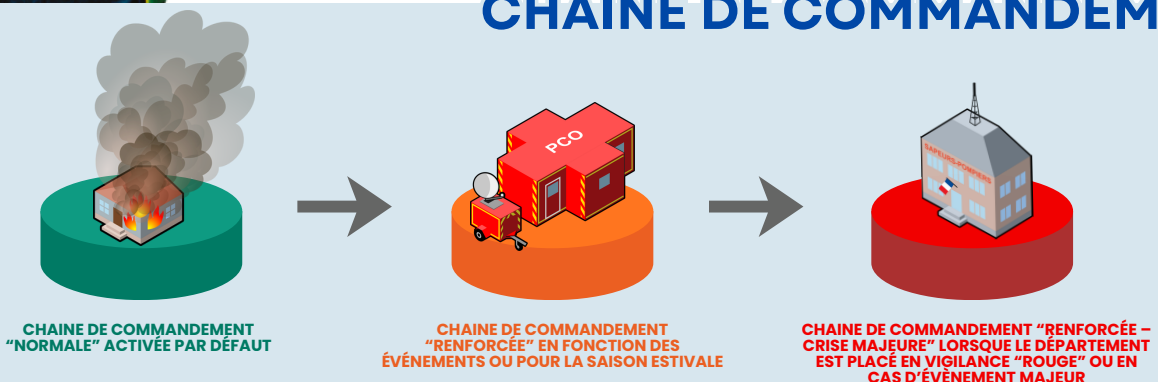 CHAINE DE COMMANDEM
PCO
SAPEURS-POMPIERS
CHAINE DE COMMANDEMENT
“NORMALE” ACTIVÉE PAR DÉFAUT
CHAINE DE COMMANDEMENT
“RENFORCÉE” EN FONCTION DES
ÉVÉNEMENTS OU POUR LA SAISON ESTIVALE
CHAINE DE COMMANDEMENT “RENFORCÉE –
CRISE MAJEURE” LORSQUE LE DÉPARTEMENT
EST PLACÉ EN VIGILANCE “ROUGE” OU EN
CAS D’ÉVÈNEMENT MAJEUR